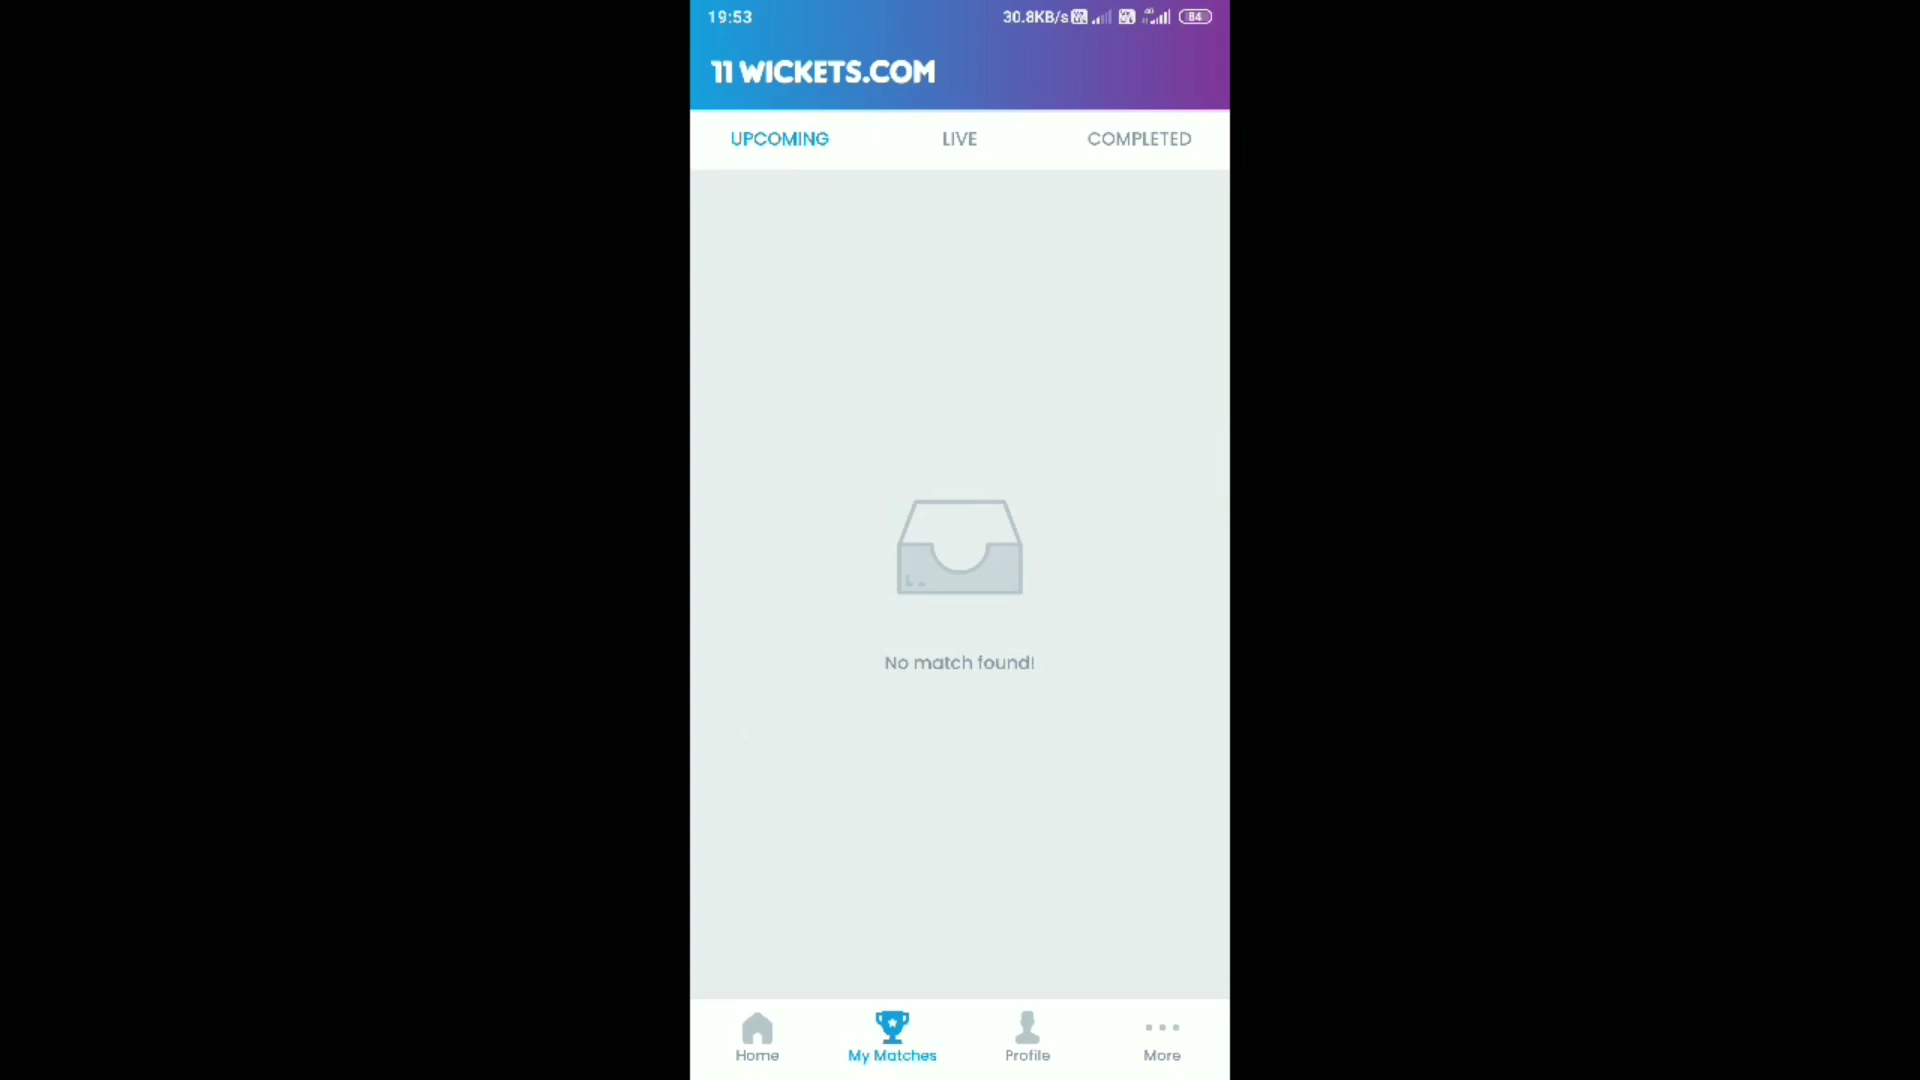 19:53 30.8KB/s 84
11 WICKETS.COM
UPCOMING LIVE COMPLETED
No match found!
Home My Matches Profile More